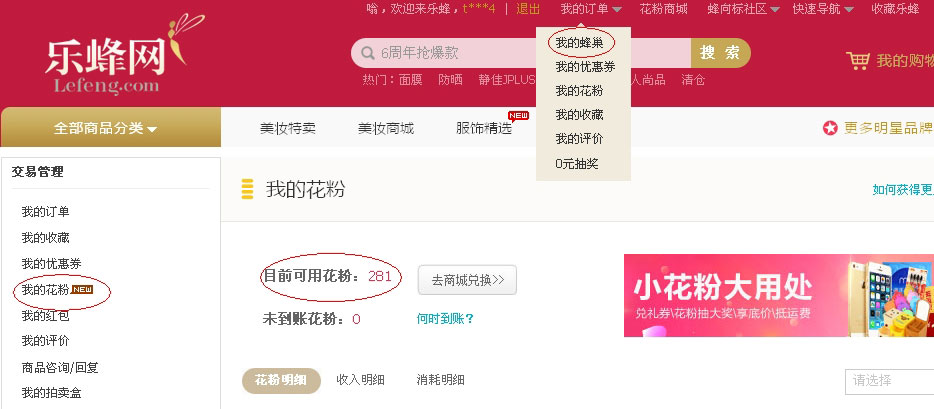 嗡，欢迎来乐蜂，t***4 | 退出 我的订单 花粉商城 蜂向标社区 快速导航 收藏乐蜂
乐蜂网
Lefeng.com
6周年抢爆款 搜 索 我的购物
热门： 面膜 防晒 静佳JPLUS 人尚品 清仓
我的蜂巢
我的优惠券
我的花粉
我的收藏
我的评价
0元抽奖
全部商品分类 美妆特卖 美妆商城 服饰精选 NEW 更多明星品牌
交易管理
我的订单
我的收藏
我的优惠券
我的花粉 NEW
我的红包
我的评价
商品咨询/回复
我的拍卖盒
我的花粉 如何获得更
目前可用花粉：281 去商城兑换>>
未到账花粉：0 何时到账？
小花粉大用处
兑礼券\花粉抽大奖\享底价\抵运费
花粉明细 收入明细 消耗明细
请选择